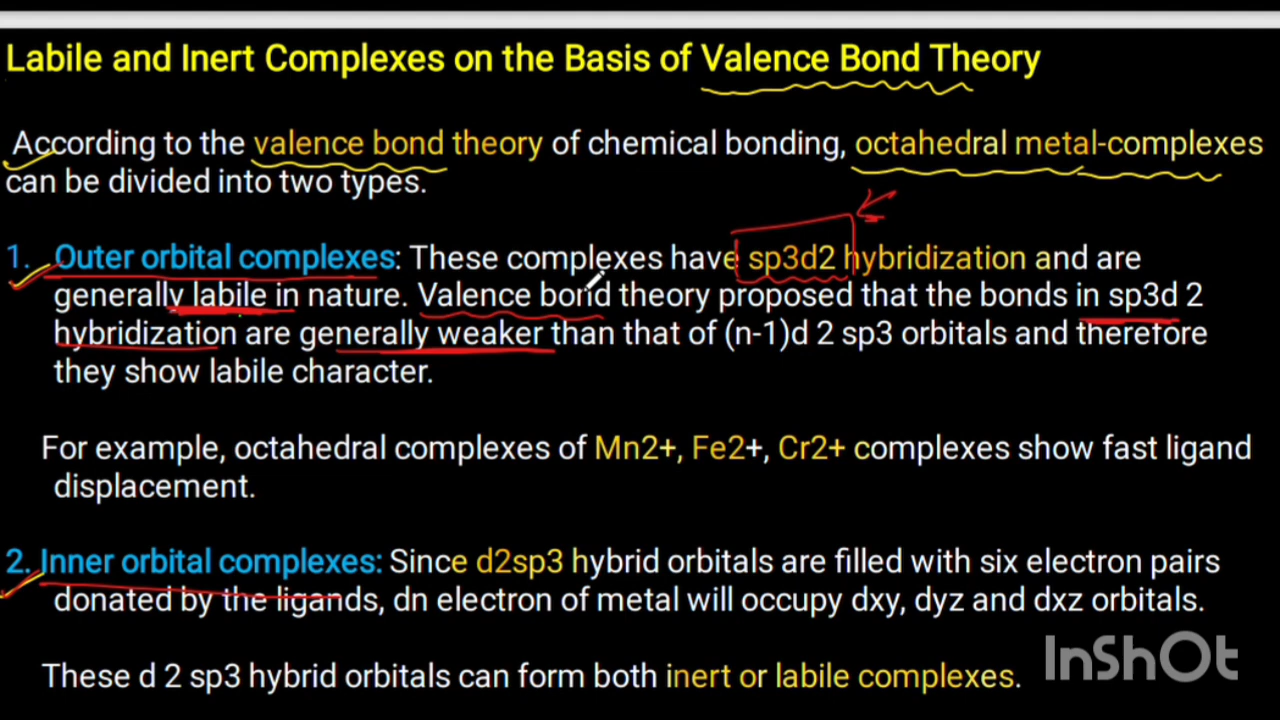 Labile and Inert Complexes on the Basis of Valence Bond Theory
According to the valence bond theory of chemical bonding, octahedral metal-complexes
can be divided into two types.
1. Outer orbital complexes: These complexes have sp3d2 hybridization and are
generally labile in nature. Valence bond theory proposed that the bonds in sp3d 2
hybridization are generally weaker than that of (n-1)d 2 sp3 orbitals and therefore
they show labile character.
For example, octahedral complexes of Mn2+, Fe2+, Cr2+ complexes show fast ligand
displacement.
2. Inner orbital complexes: Since d2sp3 hybrid orbitals are filled with six electron pairs
donated by the ligands, dn electron of metal will occupy dxy, dyz and dxz orbitals.
These d 2 sp3 hybrid orbitals can form both inert or labile complexes.
InShOt